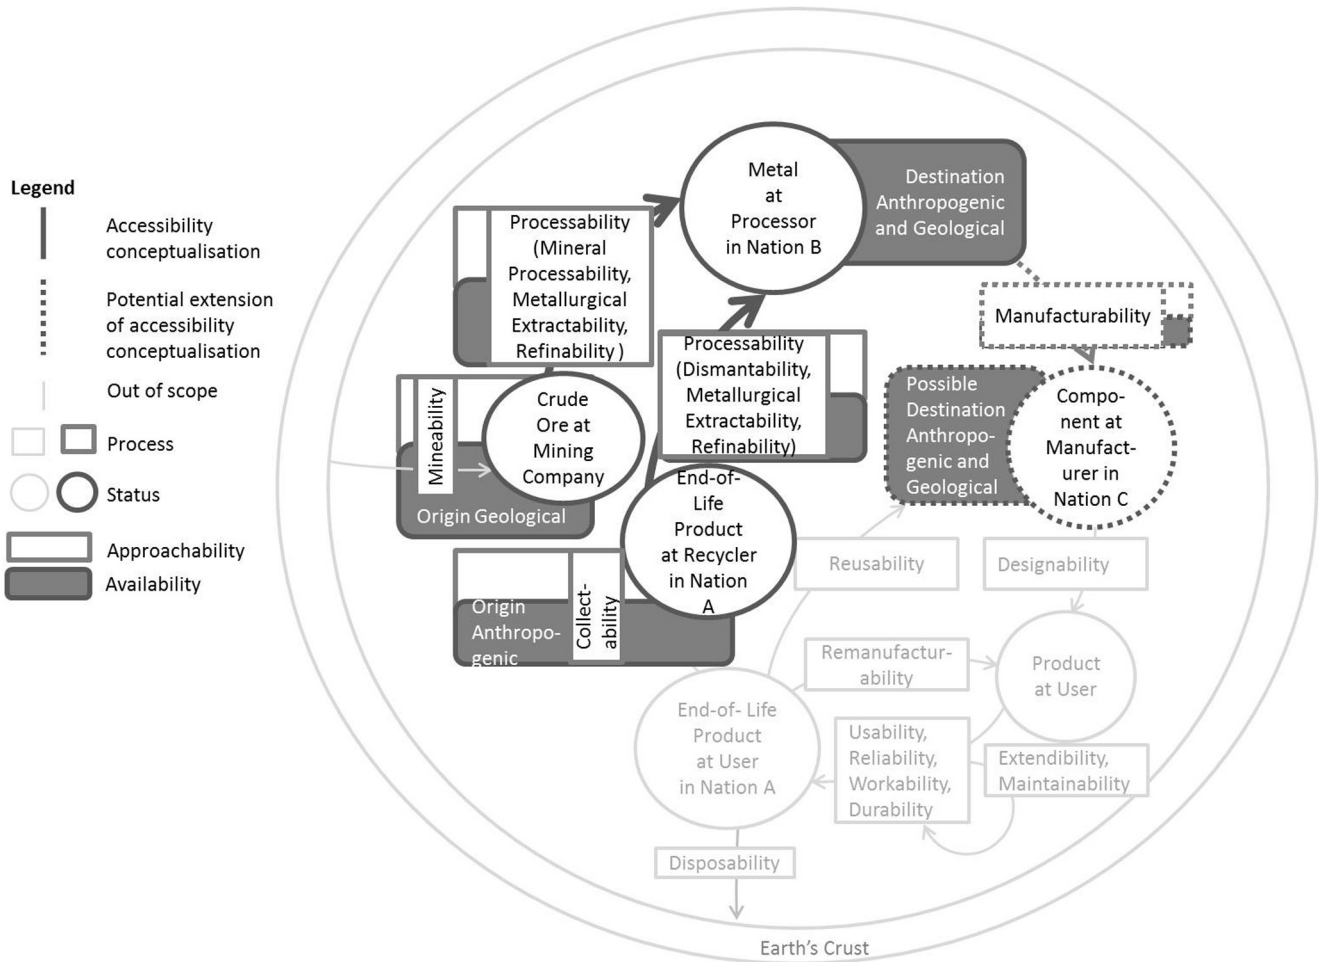 Legend
Accessibility
conceptualisation
Potential extension
of accessibility
conceptualisation
Out of scope
Process
Status
Approachability
Availability
Metal
at
Processor
in Nation B
Destination
Anthropogenic
and Geological
Processability
(Mineral
Processability,
Metallurgical
Extractability,
Refinability )
Manufacturability
Processability
(Dismantability,
Metallurgical
Extractability,
Refinability)
Possible
Destination
Anthropo-
genic and
Geological
Compo-
nent at
Manufact-
urer in
Nation C
Mineability
Crude
Ore at
Mining
Company
Origin Geological
End-of-
Life
Product
at Recycler
in Nation
A
Origin
Anthropo-
genic
Collect-
ability
Reusability
Designability
Remanufactur-
ability
Product
at User
End-of- Life
Product
at User
in Nation A
Usability,
Reliability,
Workability,
Durability
Extendibility,
Maintainability
Disposability
Earth's Crust